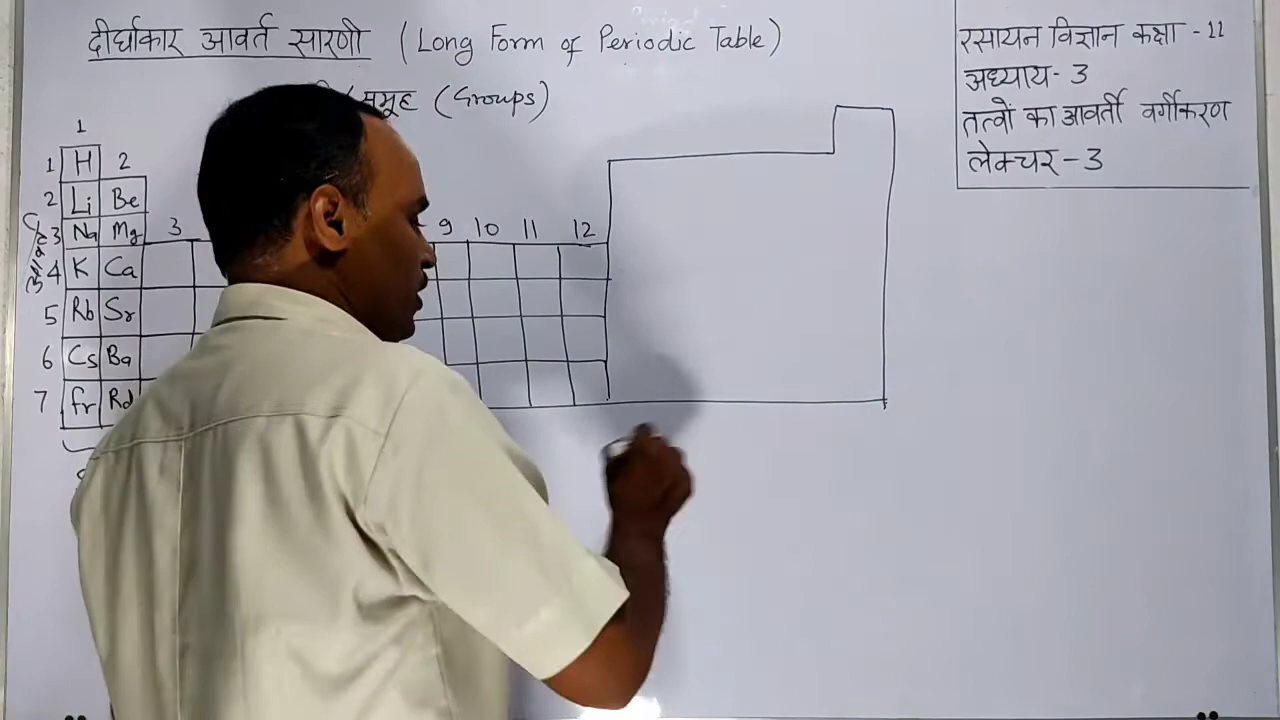 दीर्घाकार आवर्त सारणी (Long Form of Periodic Table)
समूह (Groups)
रसायन विज्ञान कक्षा - 11
अध्याय- 3
तत्वों का आवर्ती वर्गीकरण
लेक्चर - 3
1
1 H 2
2 Li Be
3 Na Mg 3 9 10 11 12
4 K Ca
5 Rb Sr
6 Cs Ba
7 fr Rd